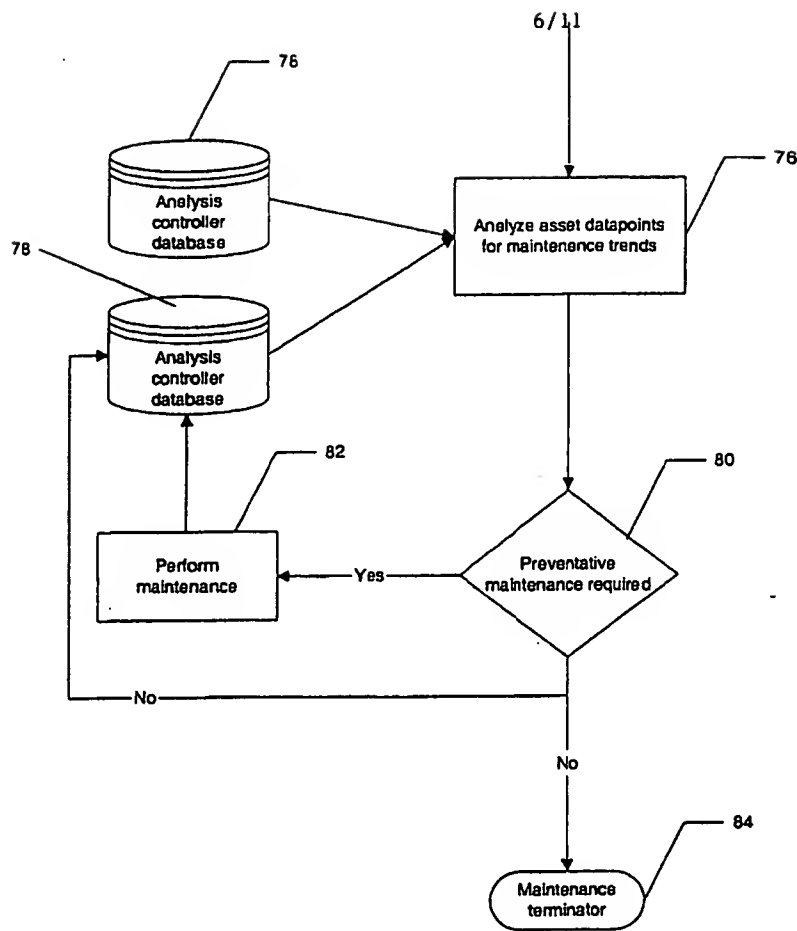 6/11
76
76
Analysis
controller
database
Analyze asset datapoints
for maintenance trends
78
Analysis
controller
database
82
80
Perform
maintenance
Yes
Preventative
maintenance required
No
No
84
Maintenance
terminator